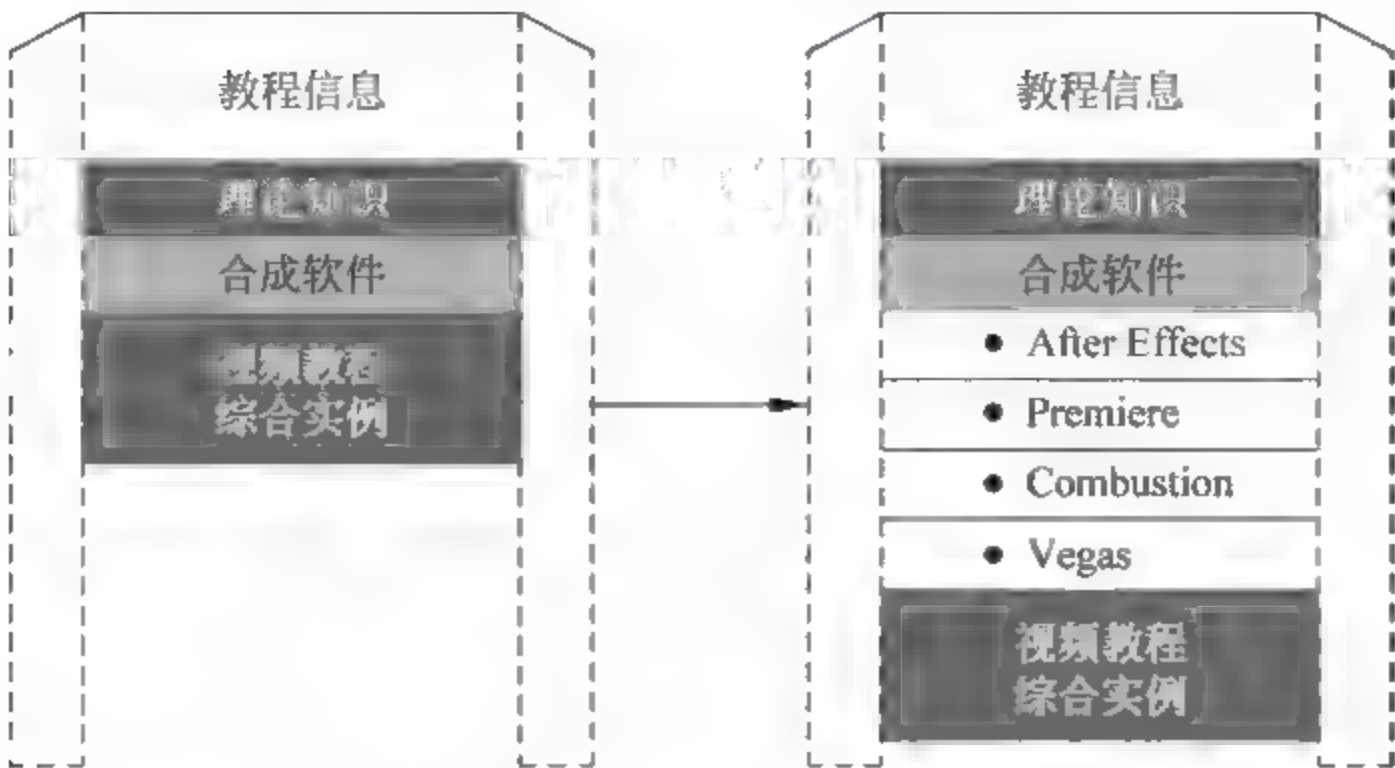 教程信息
理论知识
合成软件
视频教程
综合实例
教程信息
理论知识
合成软件
• After Effects
• Premiere
• Combustion
• Vegas
视频教程
综合实例